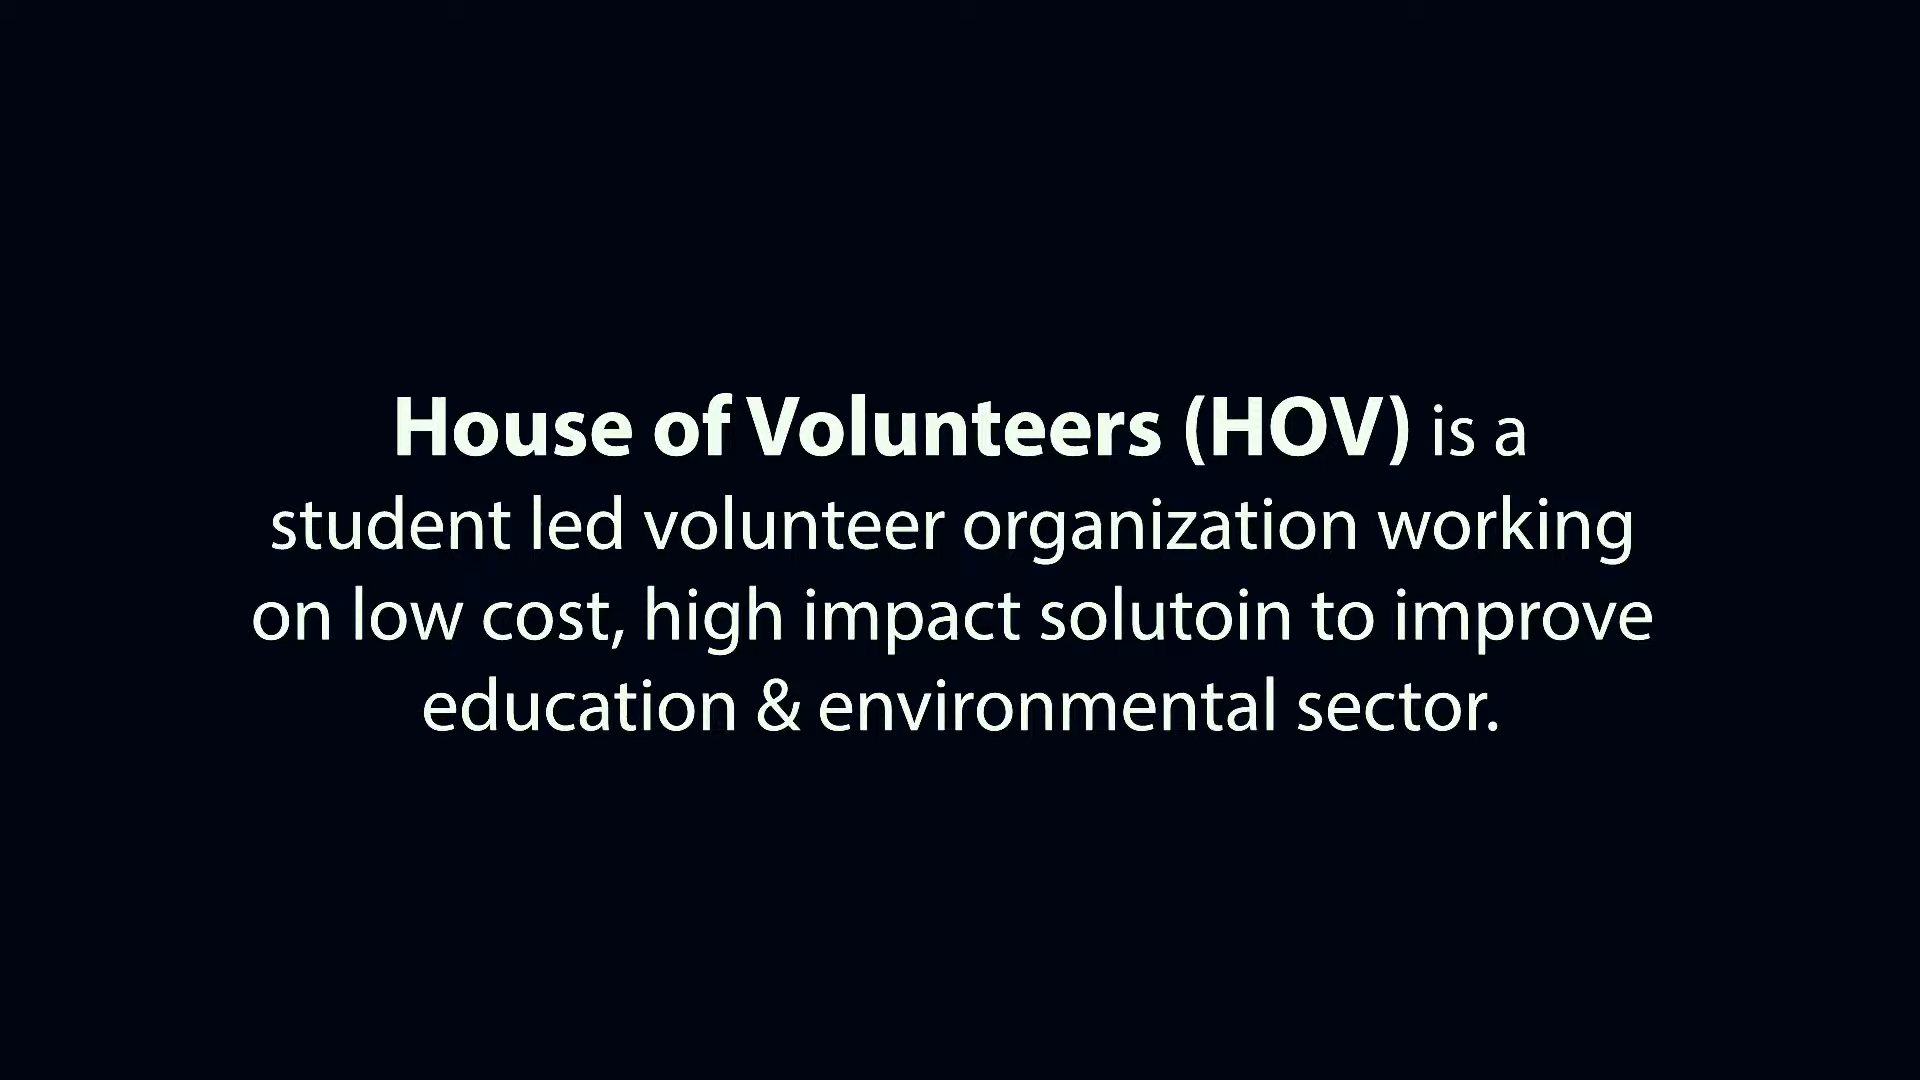 House of Volunteers (HOV) is a
student led volunteer organization working
on low cost, high impact solutoin to improve
education & environmental sector.